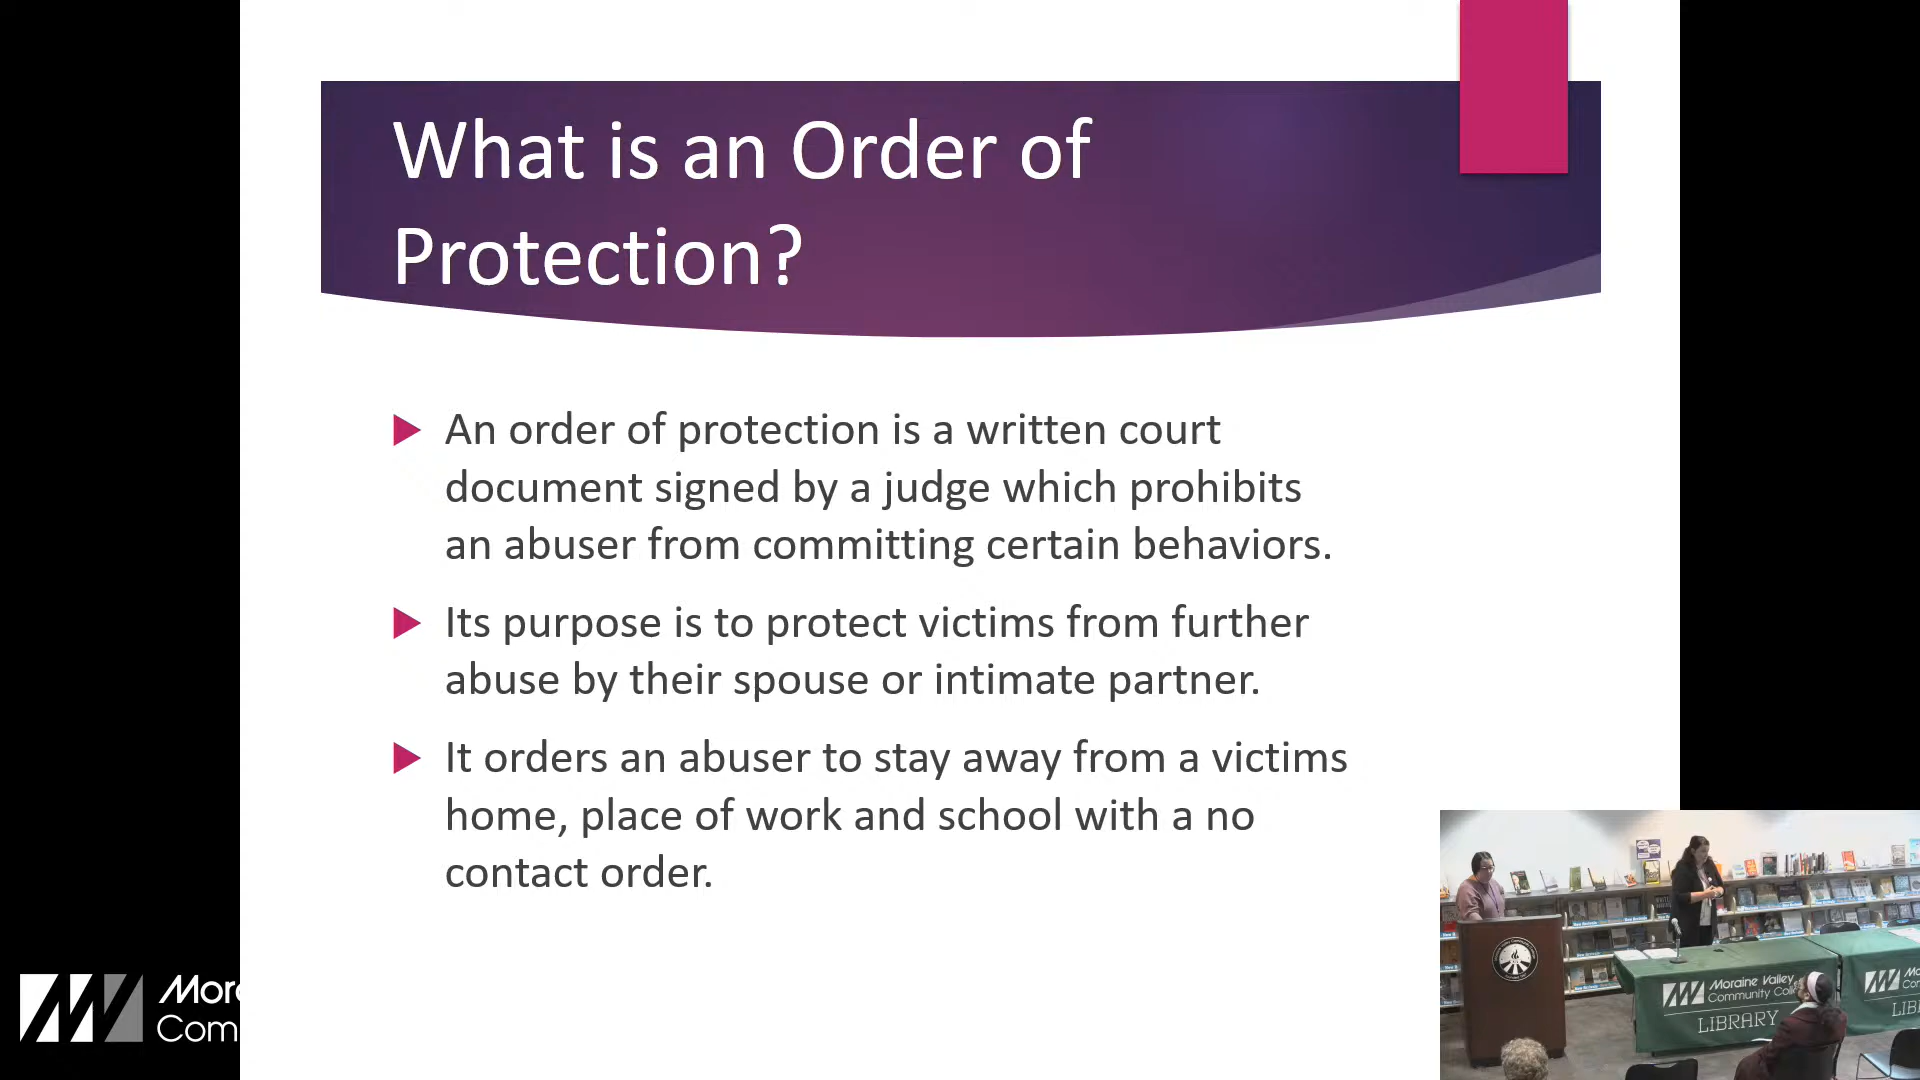 What is an Order of
Protection?
An order of protection is a written court
document signed by a judge which prohibits
an abuser from committing certain behaviors.
Its purpose is to protect victims from further
abuse by their spouse or intimate partner.
It orders an abuser to stay away from a victims
home, place of work and school with a no
contact order.
Mor
Com
Moraine Valley
Community Col
LIBRARY
Mo
Com
LIB